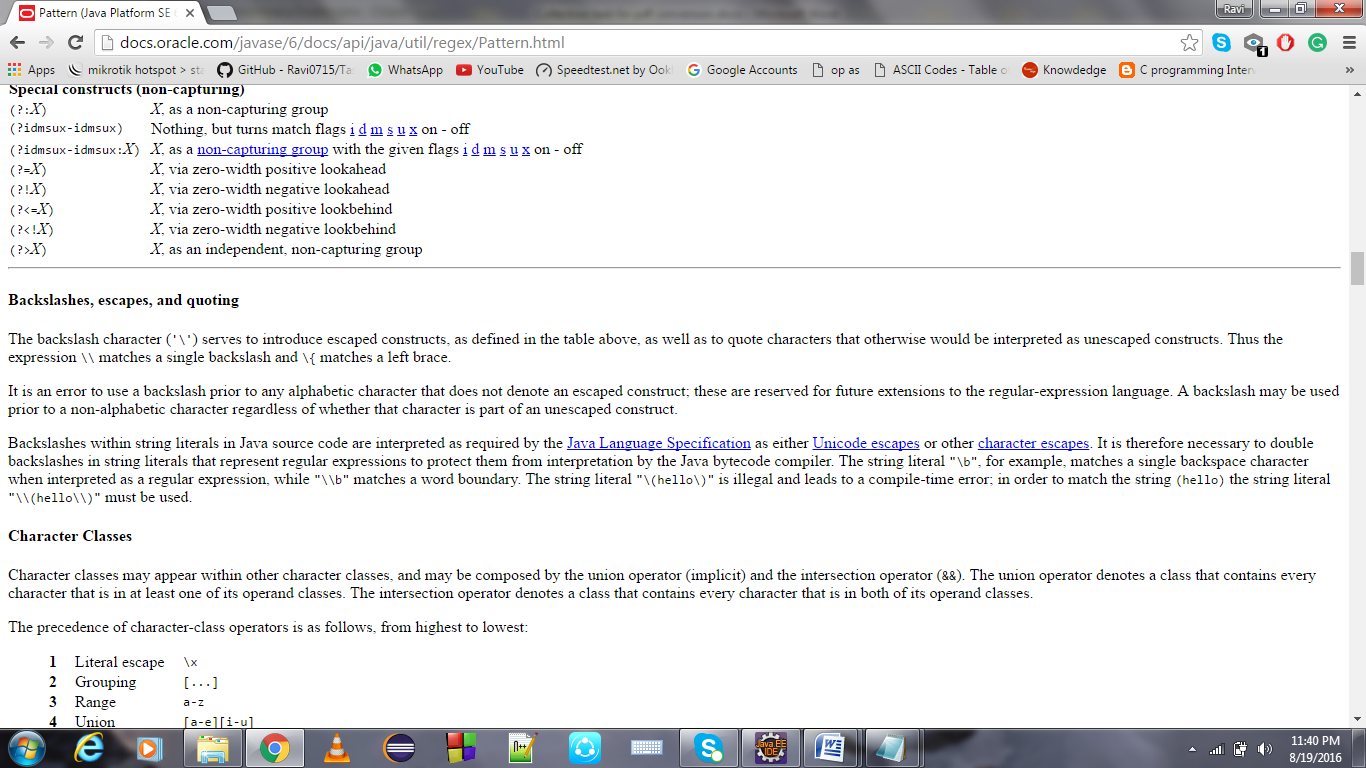 Pattern (Java Platform SE
Ravi
docs.oracle.com/javase/6/docs/api/java/util/regex/Pattern.html
1
Apps mikrotik hotspot > sta GitHub - Ravi0715/Ta WhatsApp YouTube Speedtest.net by Ook Google Accounts op as ASCII Codes - Table o Knowdedge C programming Inter »
Special constructs (non-capturing)
(?:X) X, as a non-capturing group
(?idmsux-idmsux) Nothing, but turns match flags i d m s u x on - off
(?idmsux-idmsux:X) X, as a non-capturing group with the given flags i d m s u x on - off
(?=X) X, via zero-width positive lookahead
(?!X) X, via zero-width negative lookahead
(?<=X) X, via zero-width positive lookbehind
(?<!X) X, via zero-width negative lookbehind
(?>X) X, as an independent, non-capturing group
Backslashes, escapes, and quoting
The backslash character ('\') serves to introduce escaped constructs, as defined in the table above, as well as to quote characters that otherwise would be interpreted as unescaped constructs. Thus the
expression \\ matches a single backslash and \{ matches a left brace.
It is an error to use a backslash prior to any alphabetic character that does not denote an escaped construct; these are reserved for future extensions to the regular-expression language. A backslash may be used
prior to a non-alphabetic character regardless of whether that character is part of an unescaped construct.
Backslashes within string literals in Java source code are interpreted as required by the Java Language Specification as either Unicode escapes or other character escapes. It is therefore necessary to double
backslashes in string literals that represent regular expressions to protect them from interpretation by the Java bytecode compiler. The string literal "\b", for example, matches a single backspace character
when interpreted as a regular expression, while "\\b" matches a word boundary. The string literal "\(hello\)" is illegal and leads to a compile-time error; in order to match the string (hello) the string literal
"\\(hello\\)" must be used.
Character Classes
Character classes may appear within other character classes, and may be composed by the union operator (implicit) and the intersection operator (&&). The union operator denotes a class that contains every
character that is in at least one of its operand classes. The intersection operator denotes a class that contains every character that is in both of its operand classes.
The precedence of character-class operators is as follows, from highest to lowest:
1 Literal escape \x
2 Grouping [...]
3 Range a-z
4 Union [a-e][i-u]
Java EE
IDE
11:40 PM
8/19/2016